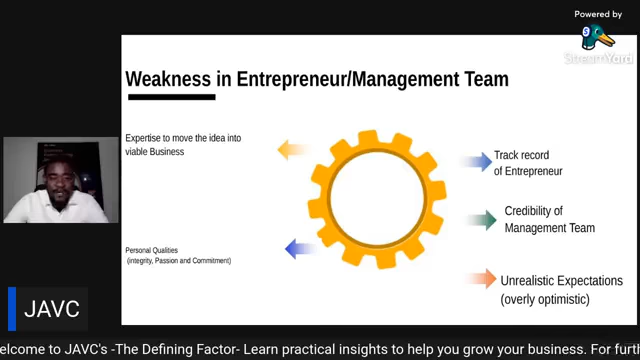 Powered by
StreamYard
Weakness in Entrepreneur/Management Team
Expertise to move the idea into
viable Business
Track record
of Entrepreneur
Credibility of
Management Team
Personal Qualities
(integrity, Passion and Commitment)
Unrealistic Expectations
(overly optimistic)
JAVC
elcome to JAVC's -The Defining Factor- Learn practical insights to help you grow your business. For furth